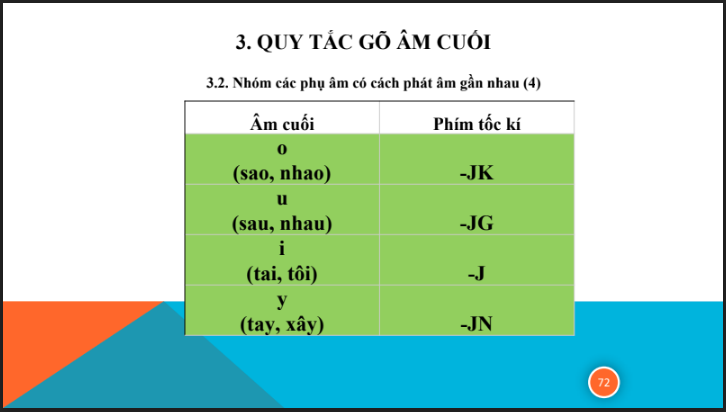 3. QUY TẮC GÕ ÂM CUỐI
3.2. Nhóm các phụ âm có cách phát âm gần nhau (4)
Âm cuối Phím tốc kí
o
(sao, nhao) -JK
u
(sau, nhau) -JG
i
(tai, tôi) -J
y
(tay, xây) -JN
72